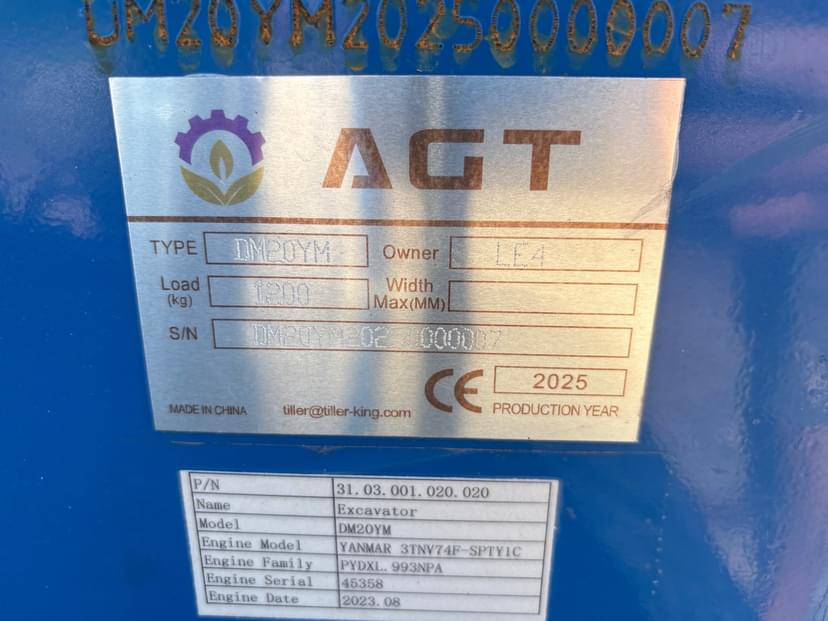 DM20YM20250000007
AGT
TYPE DM20YM Owner LE4
Load (kg) 1200 Width Max(MM)
S/N DM20YM20250000007
CE 2025
MADE IN CHINA tiller@tiller-king.com PRODUCTION YEAR
P/N 31.03.001.020.020
Name Excavator
Model DM20YM
Engine Model YANMAR 3TNV74F-SPTY1C
Engine Family PYDXL.993NPA
Engine Serial 45358
Engine Date 2023.08